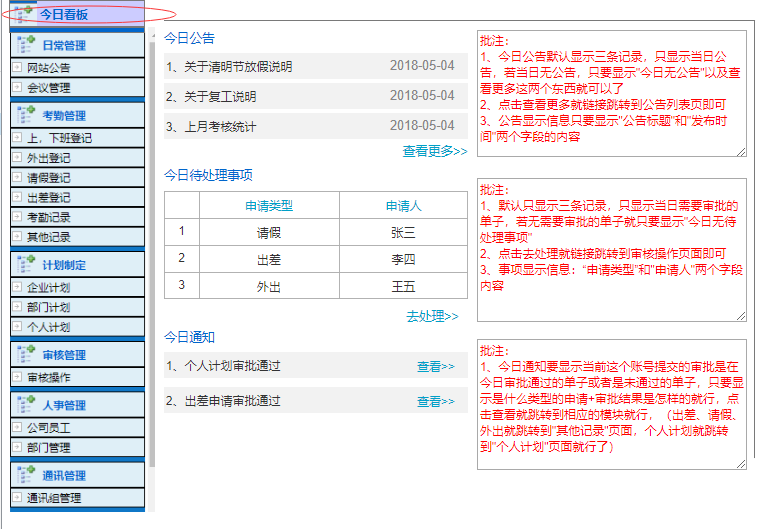 今日看板
日常管理
网站公告
会议管理
考勤管理
上，下班登记
外出登记
请假登记
出差登记
考勤记录
其他记录
计划制定
企业计划
部门计划
个人计划
审核管理
审核操作
人事管理
公司员工
部门管理
通讯管理
通讯组管理
今日公告
1、关于清明节放假说明 2018-05-04
2、关于复工说明 2018-05-04
3、上月考核统计 2018-05-04
查看更多>>
今日待处理事项
申请类型 申请人
1 请假 张三
2 出差 李四
3 外出 王五
去处理>>
今日通知
1、个人计划审批通过 查看>>
2、出差申请审批通过 查看>>
批注：
1、今日公告默认显示三条记录，只显示当日公
告，若当日无公告，只要显示"今日无公告"以及查
看更多这两个东西就可以了
2、点击查看更多就链接跳转到公告列表页即可
3、公告显示信息只要显示"公告标题"和"发布时
间"两个字段的内容
批注：
1、默认只显示三条记录，只显示当日需要审批的
单子，若无需要审批的单子就只要显示"今日无待
处理事项"
2、点击去处理就链接跳转到审核操作页面即可
3、事项显示信息："申请类型"和"申请人"两个字段
内容
批注：
1、今日通知要显示当前这个账号提交的审批是在
今日审批通过的单子或者是未通过的单子，只要显
示是什么类型的申请+审批结果是怎样的就行，点
击查看就跳转到相应的模块就行，（出差、请假、
外出就跳转到"其他记录"页面，个人计划就跳转
到"个人计划"页面就行了）